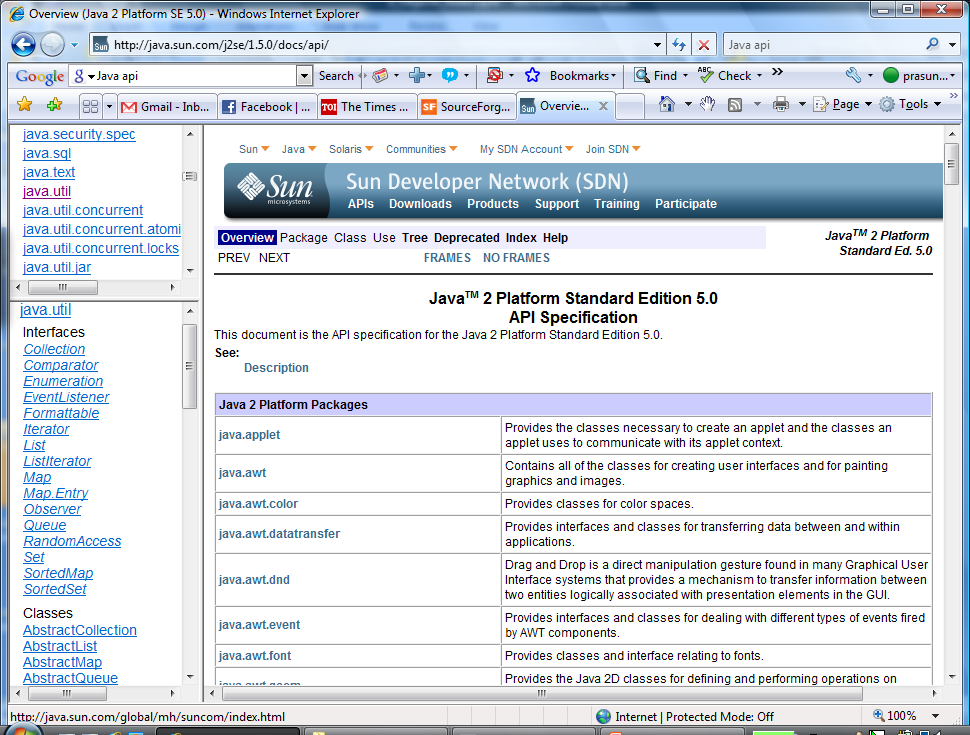 Overview (Java 2 Platform SE 5.0) - Windows Internet Explorer
http://java.sun.com/j2se/1.5.0/docs/api/
Java api
Google
Java api
Search
Bookmarks
Find
Check
prasun...
Gmail - Inb...
Facebook | ...
TOI The Times ...
SF SourceForg...
Sun Overvie...
Page
Tools
java.security.spec
java.sql
java.text
java.util
java.util.concurrent
java.util.concurrent.atomi
java.util.concurrent.locks
java.util.jar
java.util
Interfaces
Collection
Comparator
Enumeration
EventListener
Formattable
Iterator
List
ListIterator
Map
Map.Entry
Observer
Queue
RandomAccess
Set
SortedMap
SortedSet
Classes
AbstractCollection
AbstractList
AbstractMap
AbstractQueue
Sun Java Solaris Communities My SDN Account Join SDN
Sun microsystems
Sun Developer Network (SDN)
APIs Downloads Products Support Training Participate
Overview Package Class Use Tree Deprecated Index Help
PREV NEXT FRAMES NO FRAMES
Java™ 2 Platform
Standard Ed. 5.0
Java™ 2 Platform Standard Edition 5.0
API Specification
This document is the API specification for the Java 2 Platform Standard Edition 5.0.
See:
Description
Java 2 Platform Packages
java.applet
Provides the classes necessary to create an applet and the classes an
applet uses to communicate with its applet context.
java.awt
Contains all of the classes for creating user interfaces and for painting
graphics and images.
java.awt.color
Provides classes for color spaces.
java.awt.datatransfer
Provides interfaces and classes for transferring data between and within
applications.
java.awt.dnd
Drag and Drop is a direct manipulation gesture found in many Graphical User
Interface systems that provides a mechanism to transfer information between
two entities logically associated with presentation elements in the GUI.
java.awt.event
Provides interfaces and classes for dealing with different types of events fired
by AWT components.
java.awt.font
Provides classes and interface relating to fonts.
java.awt.geom
Provides the Java 2D classes for defining and performing operations on
http://java.sun.com/global/mh/suncom/index.html
Internet | Protected Mode: Off
100%